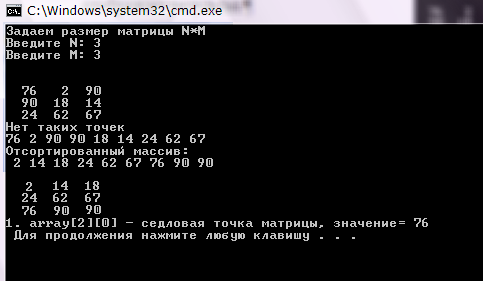 C:\Windows\system32\cmd.exe
Задаем размер матрицы N*M
Введите N: 3
Введите M: 3
76 2 90
90 18 14
24 62 67
Нет таких точек
76 2 90 90 18 14 24 62 67
Отсортированный массив:
2 14 18 24 62 67 76 90 90
2 14 18
24 62 67
76 90 90
1. array[2][0] - седловая точка матрицы, значение= 76
Для продолжения нажмите любую клавишу . . .